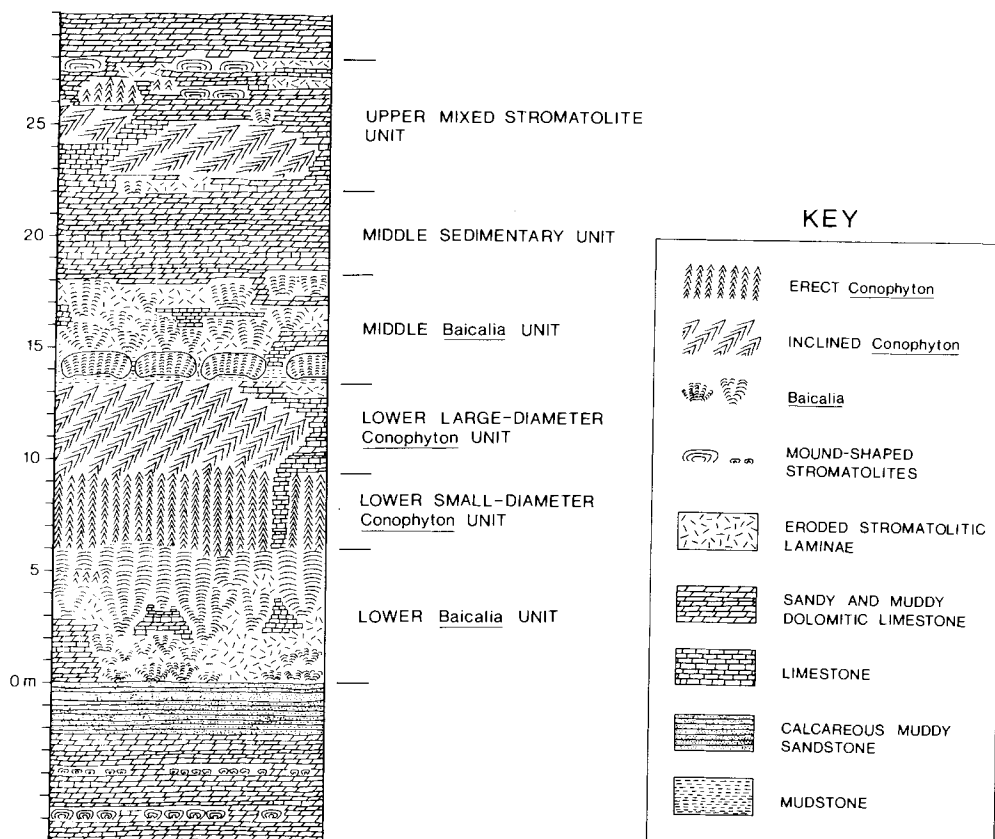 25
20
15
10
5
0 m
UPPER MIXED STROMATOLITE
UNIT
MIDDLE SEDIMENTARY UNIT
MIDDLE Baicalia UNIT
LOWER LARGE-DIAMETER
Conophyton UNIT
LOWER SMALL-DIAMETER
Conophyton UNIT
LOWER Baicalia UNIT
KEY
ERECT Conophyton
INCLINED Conophyton
Baicalia
MOUND-SHAPED
STROMATOLITES
ERODED STROMATOLITIC
LAMINAE
SANDY AND MUDDY
DOLOMITIC LIMESTONE
LIMESTONE
CALCAREOUS MUDDY
SANDSTONE
MUDSTONE